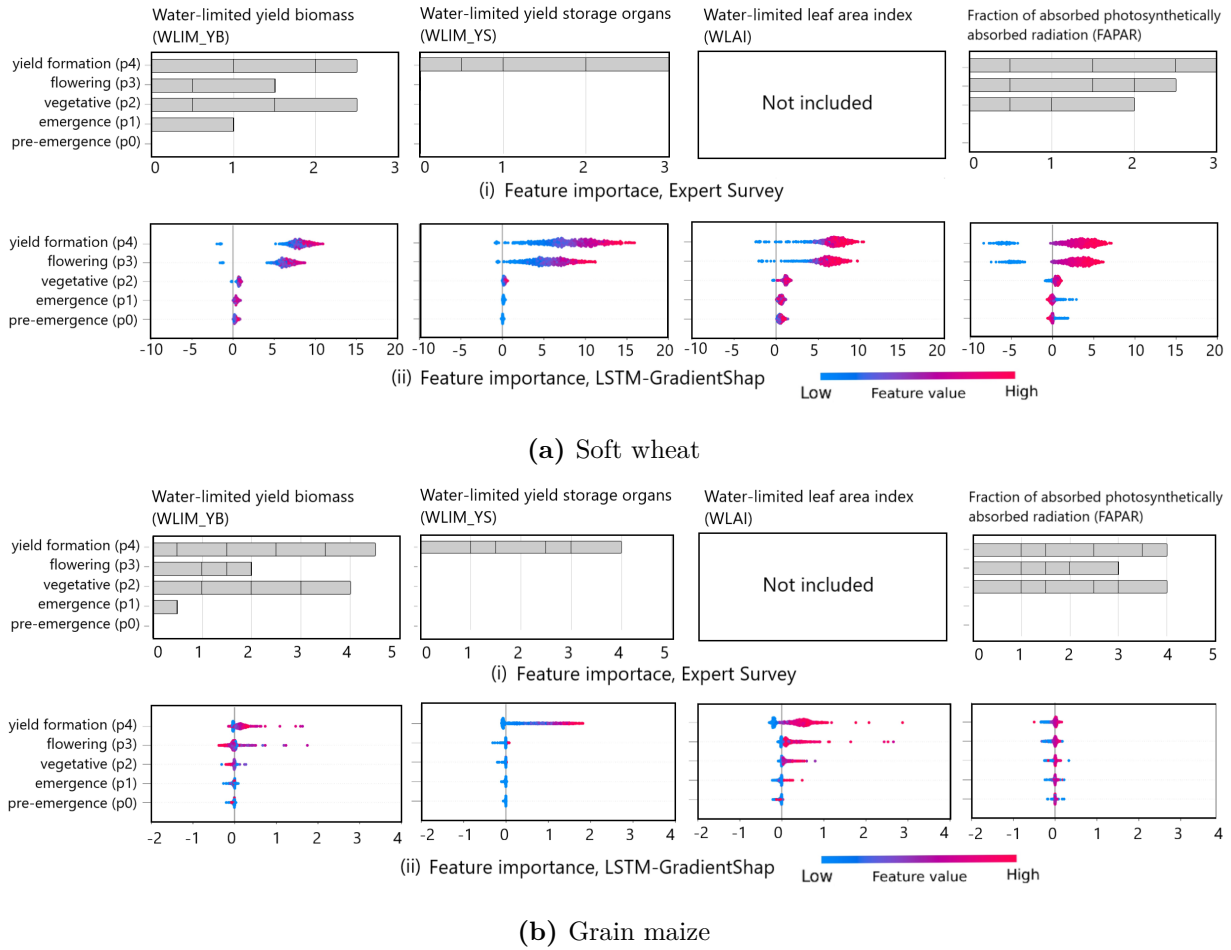 Water-limited yield biomass
(WLIM_YB)
Water-limited yield storage organs
(WLIM_YS)
Water-limited leaf area index
(WLAI)
Fraction of absorbed photosynthetically
absorbed radiation (FAPAR)
yield formation (p4)
flowering (p3)
vegetative (p2)
emergence (p1)
pre-emergence (p0)
Not included
0 1 2 3
0 1 2 3
0 1 2 3
(i) Feature importace, Expert Survey
yield formation (p4)
flowering (p3)
vegetative (p2)
emergence (p1)
pre-emergence (p0)
-10 -5 0 5 10 15 20
-10 -5 0 5 10 15 20
-10 -5 0 5 10 15 20
-10 -5 0 5 10 15 20
(ii) Feature importance, LSTM-GradientShap
Low Feature value High
(a) Soft wheat
Water-limited yield biomass
(WLIM_YB)
Water-limited yield storage organs
(WLIM_YS)
Water-limited leaf area index
(WLAI)
Fraction of absorbed photosynthetically
absorbed radiation (FAPAR)
yield formation (p4)
flowering (p3)
vegetative (p2)
emergence (p1)
pre-emergence (p0)
Not included
0 1 2 3 4 5
0 1 2 3 4 5
0 1 2 3 4 5
(i) Feature importance, Expert Survey
yield formation (p4)
flowering (p3)
vegetative (p2)
emergence (p1)
pre-emergence (p0)
-2 -1 0 1 2 3 4
-2 -1 0 1 2 3 4
-2 -1 0 1 2 3 4
-2 -1 0 1 2 3 4
(ii) Feature importance, LSTM-GradientShap
Low Feature value High
(b) Grain maize